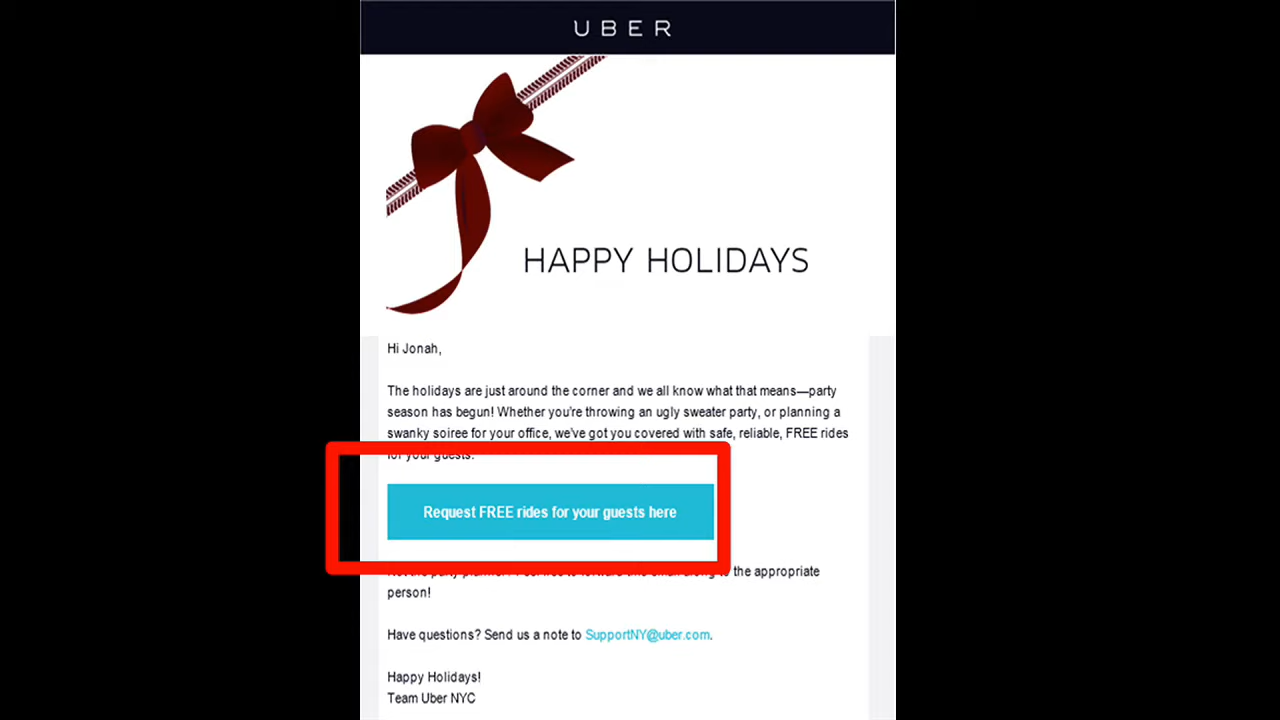 UBER
HAPPY HOLIDAYS
Hi Jonah,
The holidays are just around the corner and we all know what that means—party
season has begun! Whether you're throwing an ugly sweater party, or planning a
swanky soiree for your office, we've got you covered with safe, reliable, FREE rides
for your guests.
Request FREE rides for your guests here
the appropriate
person!
Have questions? Send us a note to SupportNY@uber.com.
Happy Holidays!
Team Uber NYC